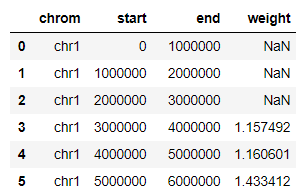 chrom start end weight
0 chr1 0 1000000 NaN
1 chr1 1000000 2000000 NaN
2 chr1 2000000 3000000 NaN
3 chr1 3000000 4000000 1.157492
4 chr1 4000000 5000000 1.160601
5 chr1 5000000 6000000 1.433412